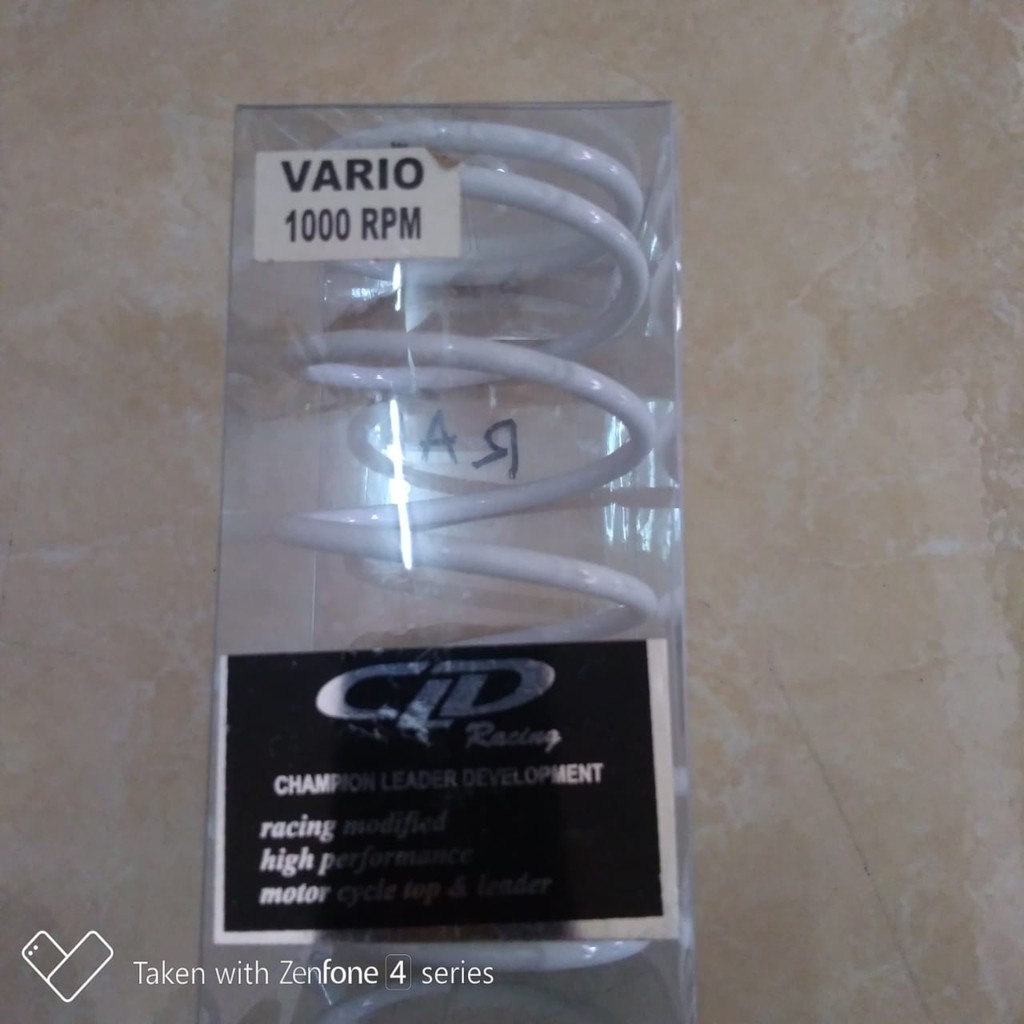 VARIO
1000 RPM
RA
CLD
Racing
CHAMPION LEADER DEVELOPMENT
racing modified
high performance
motor cycle top & leader
Taken with Zenfone 4 series